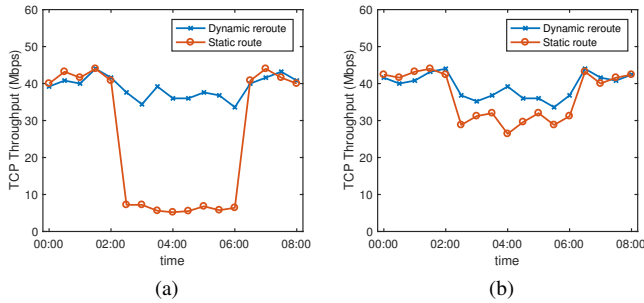 60
50
40
30
20
10
0
TCP Throughput (Mbps)
Dynamic reroute
Static route
00:00 02:00 04:00 06:00 08:00
time
(a)
60
50
40
30
20
10
0
TCP Throughput (Mbps)
Dynamic reroute
Static route
00:00 02:00 04:00 06:00 08:00
time
(b)